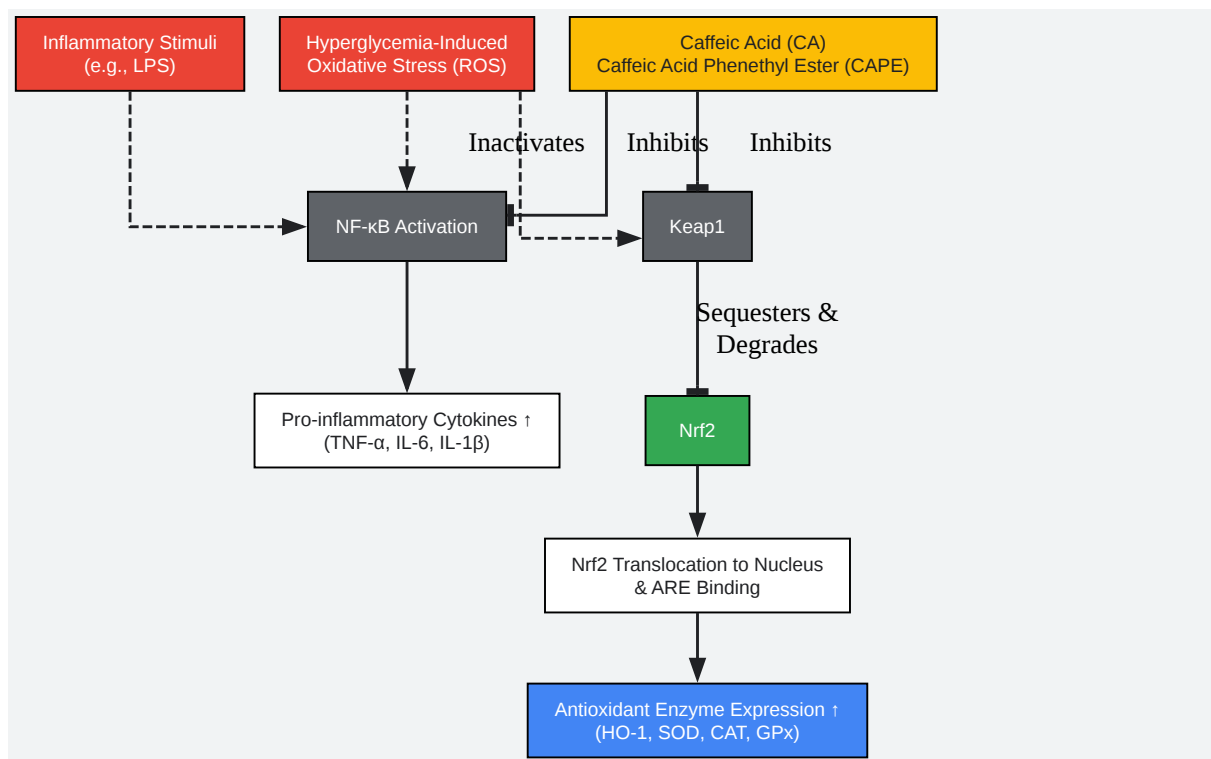 Inflammatory Stimuli
(e.g., LPS)
Hyperglycemia-Induced
Oxidative Stress (ROS)
Caffeic Acid (CA)
Caffeic Acid Phenethyl Ester (CAPE)
Inactivates
Inhibits
Inhibits
NF-κB Activation
Keap1
Sequesters &
Degrades
Pro-inflammatory Cytokines ↑
(TNF-α, IL-6, IL-1β)
Nrf2
Nrf2 Translocation to Nucleus
& ARE Binding
Antioxidant Enzyme Expression ↑
(HO-1, SOD, CAT, GPx)